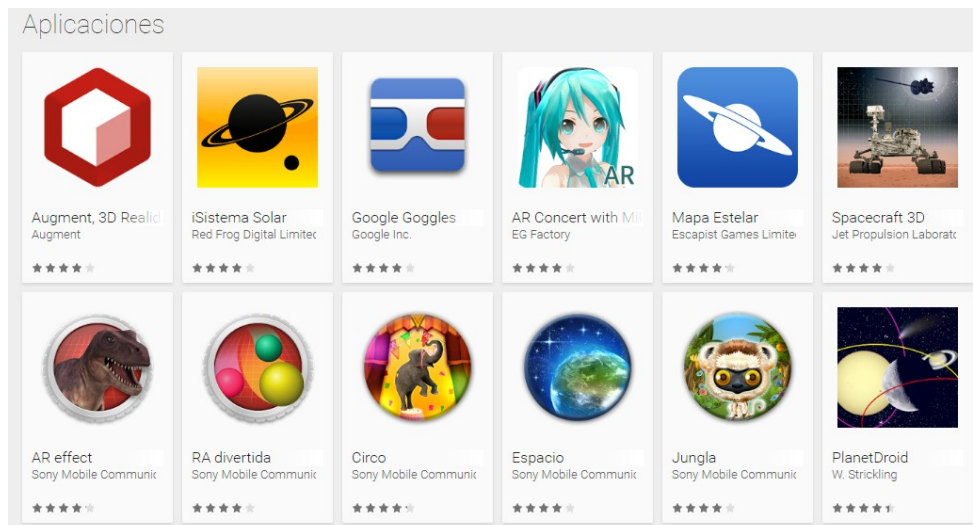 Aplicaciones
Augment, 3D Realid
Augment
iSistema Solar
Red Frog Digital Limitec
Google Goggles
Google Inc.
AR
AR Concert with Mi
EG Factory
Mapa Estelar
Escapist Games Limite
Spacecraft 3D
Jet Propulsion Laborato
AR effect
Sony Mobile Communic
RA divertida
Sony Mobile Communic
Circo
Sony Mobile Communic
Espacio
Sony Mobile Communic
Jungla
Sony Mobile Communic
PlanetDroid
W. Strickling